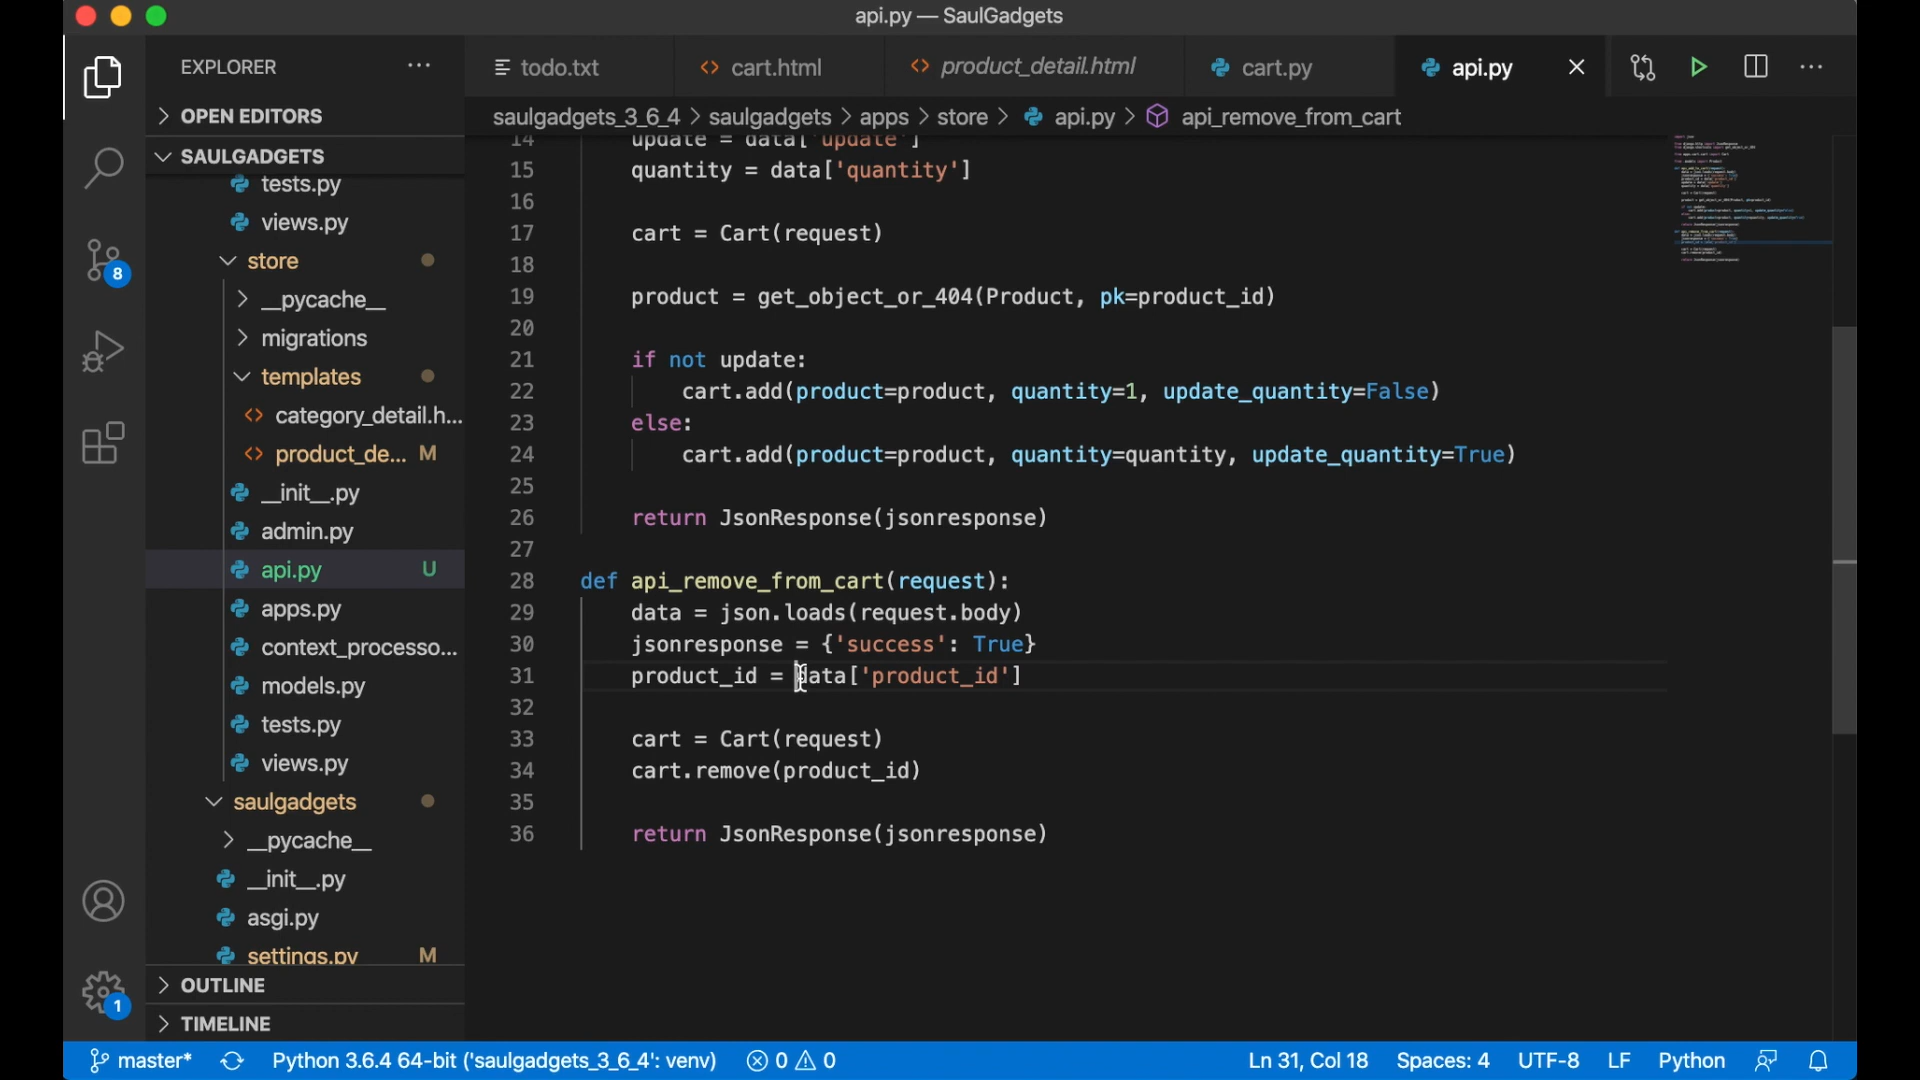 api.py — SaulGadgets
EXPLORER
todo.txt
cart.html
product_detail.html
cart.py
api.py
OPEN EDITORS
saulgadgets_3_6_4 > saulgadgets > apps > store > api.py > api_remove_from_cart
SAULGADGETS
tests.py
views.py
store
__pycache__
migrations
templates
category_detail.h...
product_de... M
__init__.py
admin.py
api.py U
apps.py
context_processo...
models.py
tests.py
views.py
saulgadgets
__pycache__
__init__.py
asgi.py
settings.py M
OUTLINE
TIMELINE
8
1
14 update = data['update']
15 quantity = data['quantity']
16
17 cart = Cart(request)
18
19 product = get_object_or_404(Product, pk=product_id)
20
21 if not update:
22 cart.add(product=product, quantity=1, update_quantity=False)
23 else:
24 cart.add(product=product, quantity=quantity, update_quantity=True)
25
26 return JsonResponse(jsonresponse)
27
28 def api_remove_from_cart(request):
29 data = json.loads(request.body)
30 jsonresponse = {'success': True}
31 product_id = data['product_id']
32
33 cart = Cart(request)
34 cart.remove(product_id)
35
36 return JsonResponse(jsonresponse)
master* Python 3.6.4 64-bit ('saulgadgets_3_6_4': venv) 0 0 Ln 31, Col 18 Spaces: 4 UTF-8 LF Python